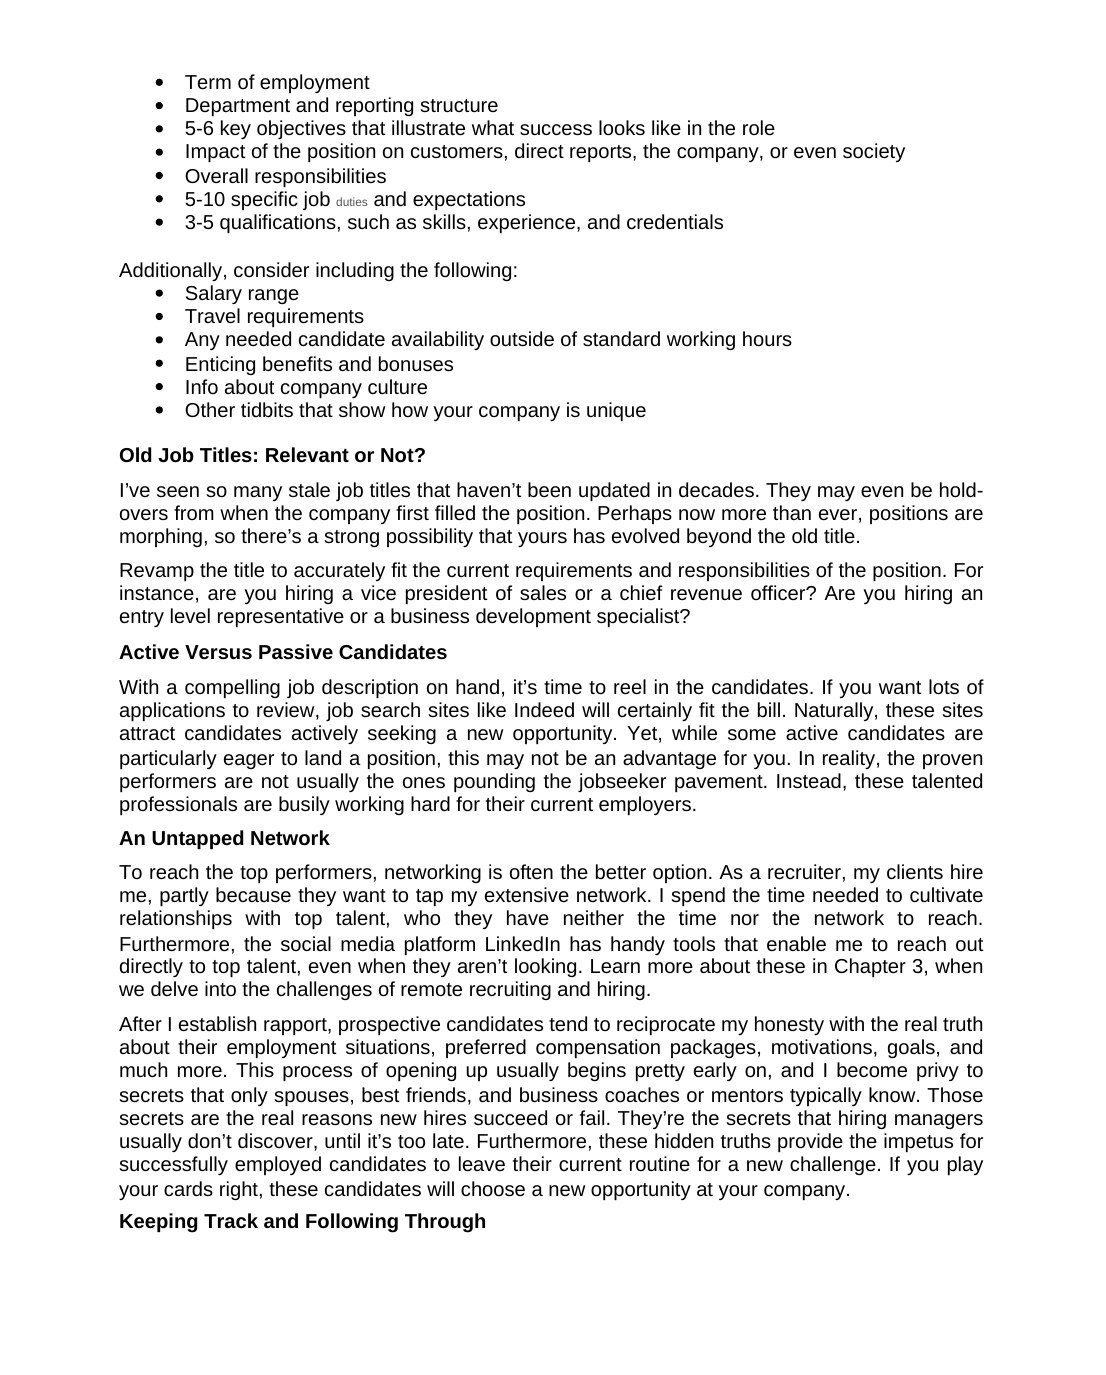 • Term of employment
• Department and reporting structure
• 5-6 key objectives that illustrate what success looks like in the role
• Impact of the position on customers, direct reports, the company, or even society
• Overall responsibilities
• 5-10 specific job duties and expectations
• 3-5 qualifications, such as skills, experience, and credentials
Additionally, consider including the following:
• Salary range
• Travel requirements
• Any needed candidate availability outside of standard working hours
• Enticing benefits and bonuses
• Info about company culture
• Other tidbits that show how your company is unique
Old Job Titles: Relevant or Not?
I’ve seen so many stale job titles that haven’t been updated in decades. They may even be hold-
overs from when the company first filled the position. Perhaps now more than ever, positions are
morphing, so there’s a strong possibility that yours has evolved beyond the old title.
Revamp the title to accurately fit the current requirements and responsibilities of the position. For
instance, are you hiring a vice president of sales or a chief revenue officer? Are you hiring an
entry level representative or a business development specialist?
Active Versus Passive Candidates
With a compelling job description on hand, it’s time to reel in the candidates. If you want lots of
applications to review, job search sites like Indeed will certainly fit the bill. Naturally, these sites
attract candidates actively seeking a new opportunity. Yet, while some active candidates are
particularly eager to land a position, this may not be an advantage for you. In reality, the proven
performers are not usually the ones pounding the jobseeker pavement. Instead, these talented
professionals are busily working hard for their current employers.
An Untapped Network
To reach the top performers, networking is often the better option. As a recruiter, my clients hire
me, partly because they want to tap my extensive network. I spend the time needed to cultivate
relationships with top talent, who they have neither the time nor the network to reach.
Furthermore, the social media platform LinkedIn has handy tools that enable me to reach out
directly to top talent, even when they aren’t looking. Learn more about these in Chapter 3, when
we delve into the challenges of remote recruiting and hiring.
After I establish rapport, prospective candidates tend to reciprocate my honesty with the real truth
about their employment situations, preferred compensation packages, motivations, goals, and
much more. This process of opening up usually begins pretty early on, and I become privy to
secrets that only spouses, best friends, and business coaches or mentors typically know. Those
secrets are the real reasons new hires succeed or fail. They’re the secrets that hiring managers
usually don’t discover, until it’s too late. Furthermore, these hidden truths provide the impetus for
successfully employed candidates to leave their current routine for a new challenge. If you play
your cards right, these candidates will choose a new opportunity at your company.
Keeping Track and Following Through